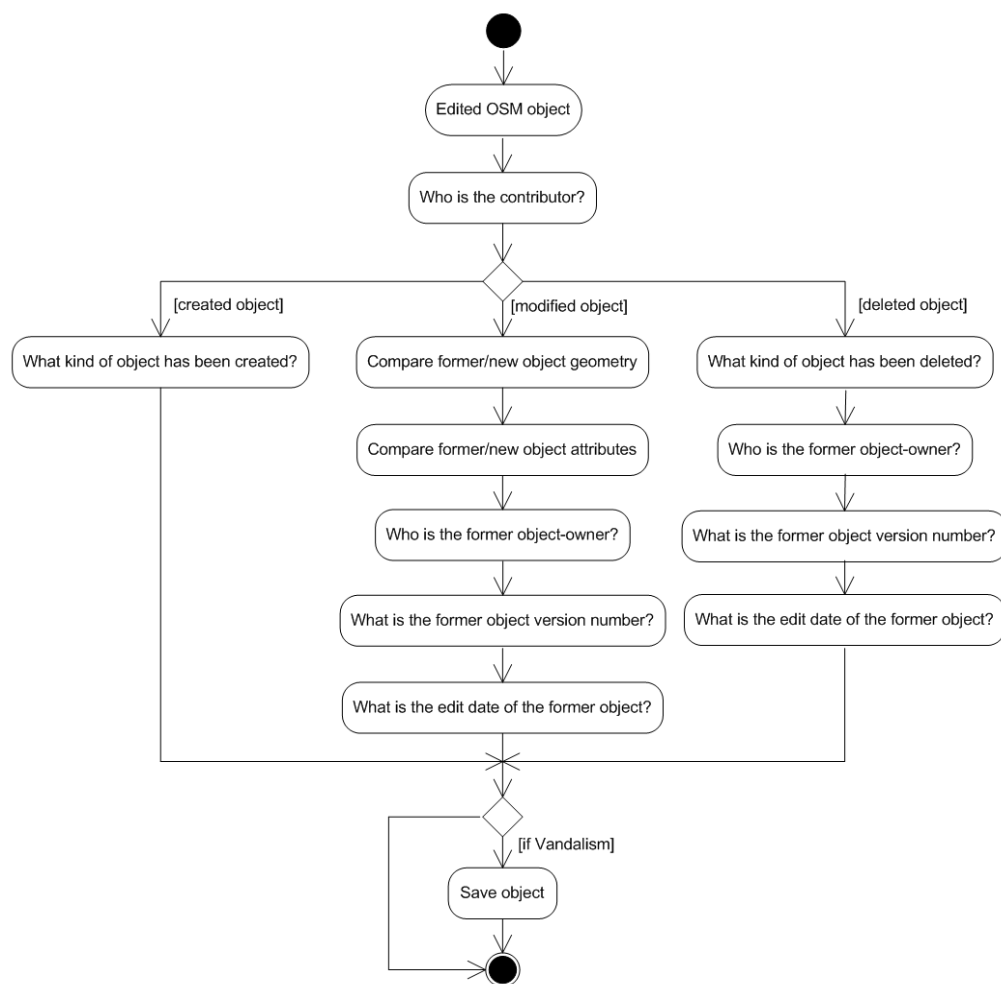 Edited OSM object
Who is the contributor?
[created object]
[modified object]
[deleted object]
What kind of object has been created?
Compare former/new object geometry
What kind of object has been deleted?
Compare former/new object attributes
Who is the former object-owner?
Who is the former object-owner?
What is the former object version number?
What is the former object version number?
What is the edit date of the former object?
What is the edit date of the former object?
[if Vandalism]
Save object